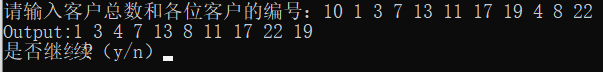 请输入客户总数和各位客户的编号：10 1 3 7 13 11 17 19 4 8 22
Output:1 3 4 7 13 8 11 17 22 19
是否继续?（y/n）